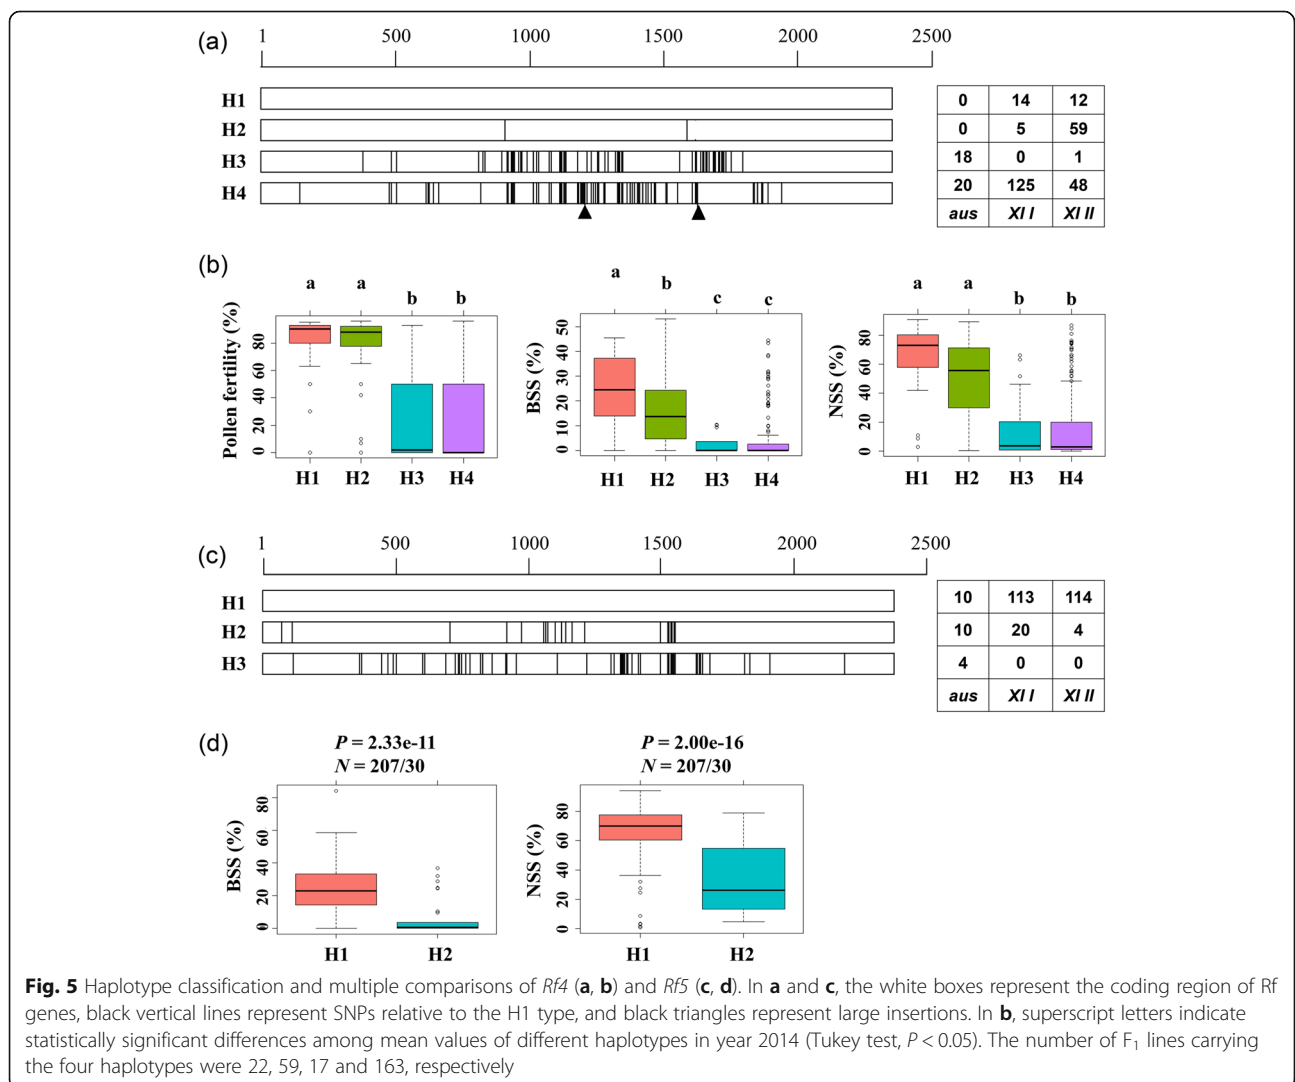 (a)
1 500 1000 1500 2000 2500
H1 0 14 12
H2 0 5 59
H3 18 0 1
H4 20 125 48
aus XI I XI II
(b)
a a b b
Pollen fertility (%)
0 20 40 60 80
H1 H2 H3 H4
a b c c
BSS (%)
0 10 20 30 40 50
H1 H2 H3 H4
a a b b
NSS (%)
0 20 40 60 80
H1 H2 H3 H4
(c)
1 500 1000 1500 2000 2500
H1 10 113 114
H2 10 20 4
H3 4 0 0
aus XI I XI II
(d)
P = 2.33e-11
N = 207/30
BSS (%)
0 20 40 60 80
H1 H2
P = 2.00e-16
N = 207/30
NSS (%)
0 20 40 60 80
H1 H2
Fig. 5 Haplotype classification and multiple comparisons of Rf4 (a, b) and Rf5 (c, d). In a and c, the white boxes represent the coding region of Rf
genes, black vertical lines represent SNPs relative to the H1 type, and black triangles represent large insertions. In b, superscript letters indicate
statistically significant differences among mean values of different haplotypes in year 2014 (Tukey test, P < 0.05). The number of F1 lines carrying
the four haplotypes were 22, 59, 17 and 163, respectively